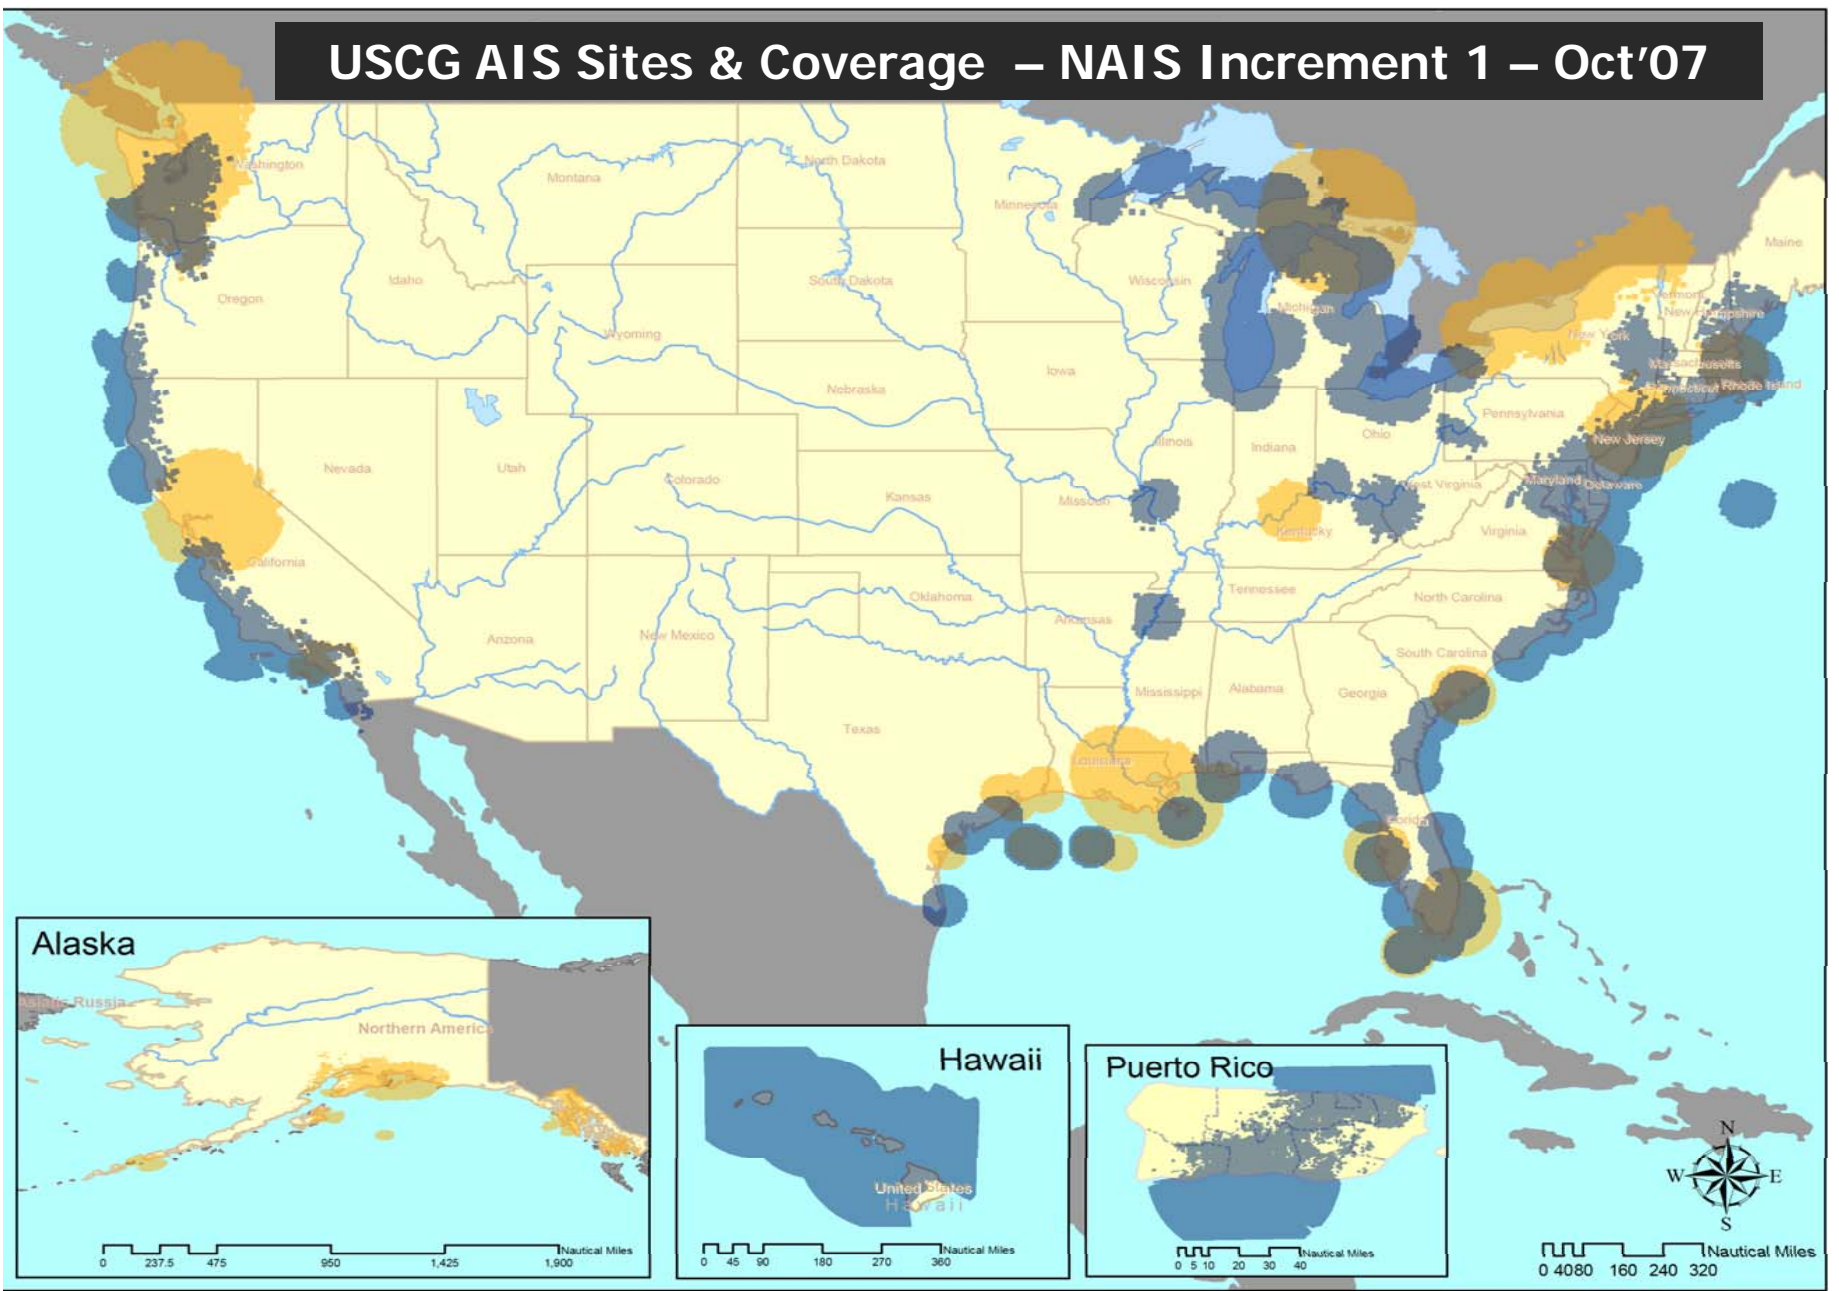 USCG AIS Sites & Coverage – NAIS Increment 1 – Oct'07
Washington
Montana
North Dakota
Minnesota
Maine
Oregon
Idaho
South Dakota
Wisconsin
Michigan
Vermont
New Hampshire
Wyoming
New York
Massachusetts
Connecticut
Rhode Island
Iowa
Nebraska
Pennsylvania
Nevada
Utah
Colorado
Illinois
Indiana
Ohio
New Jersey
Kansas
Missouri
West Virginia
Maryland
Delaware
Kentucky
Virginia
California
Oklahoma
Tennessee
North Carolina
Arizona
New Mexico
Arkansas
South Carolina
Mississippi
Alabama
Georgia
Texas
Louisiana
Florida
Alaska
Asiatic Russia
Northern America
0 237.5 475 950 1,425 1,900
Nautical Miles
Hawaii
United States
Hawaii
0 45 90 180 270 360
Nautical Miles
Puerto Rico
0 5 10 20 30 40
Nautical Miles
N
W E
S
Nautical Miles
0 40 80 160 240 320